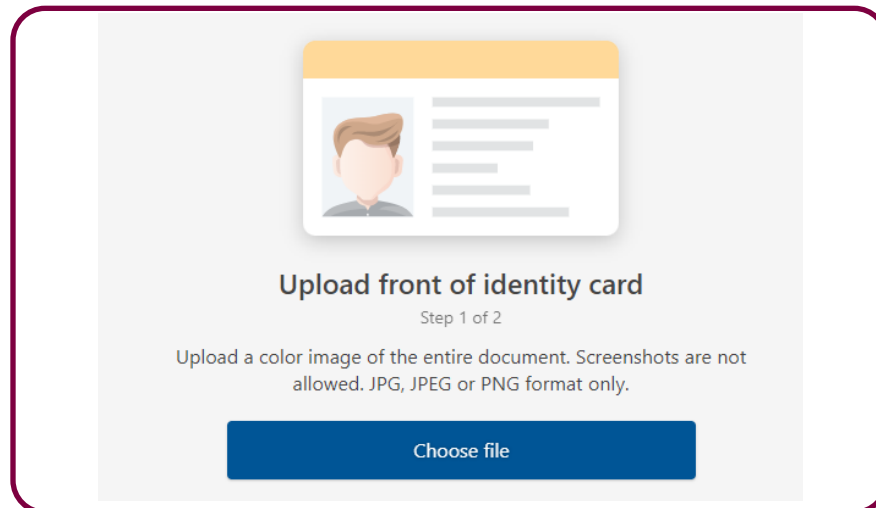 Upload front of identity card
Step 1 of 2
Upload a color image of the entire document. Screenshots are not
allowed. JPG, JPEG or PNG format only.
Choose file